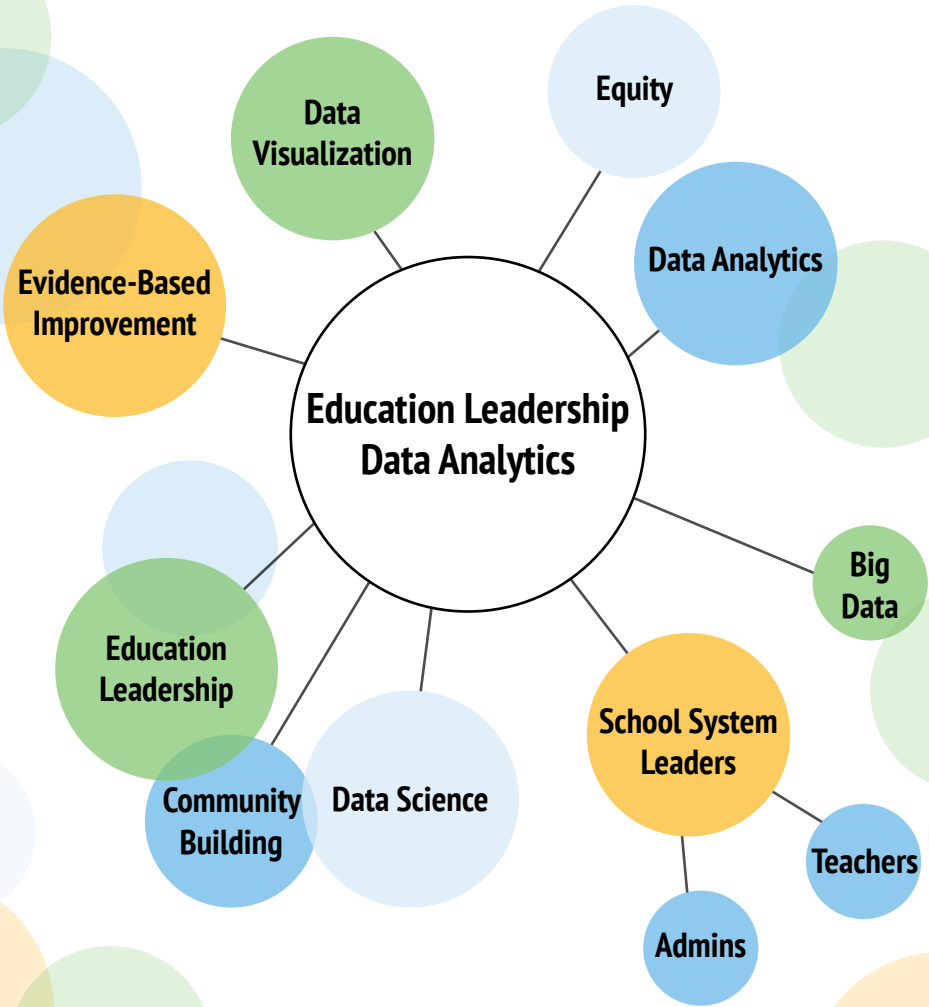 Equity
Data
Visualization
Data Analytics
Evidence-Based
Improvement
Education Leadership
Data Analytics
Big
Data
Education
Leadership
School System
Leaders
Community
Building
Data Science
Teachers
Admins